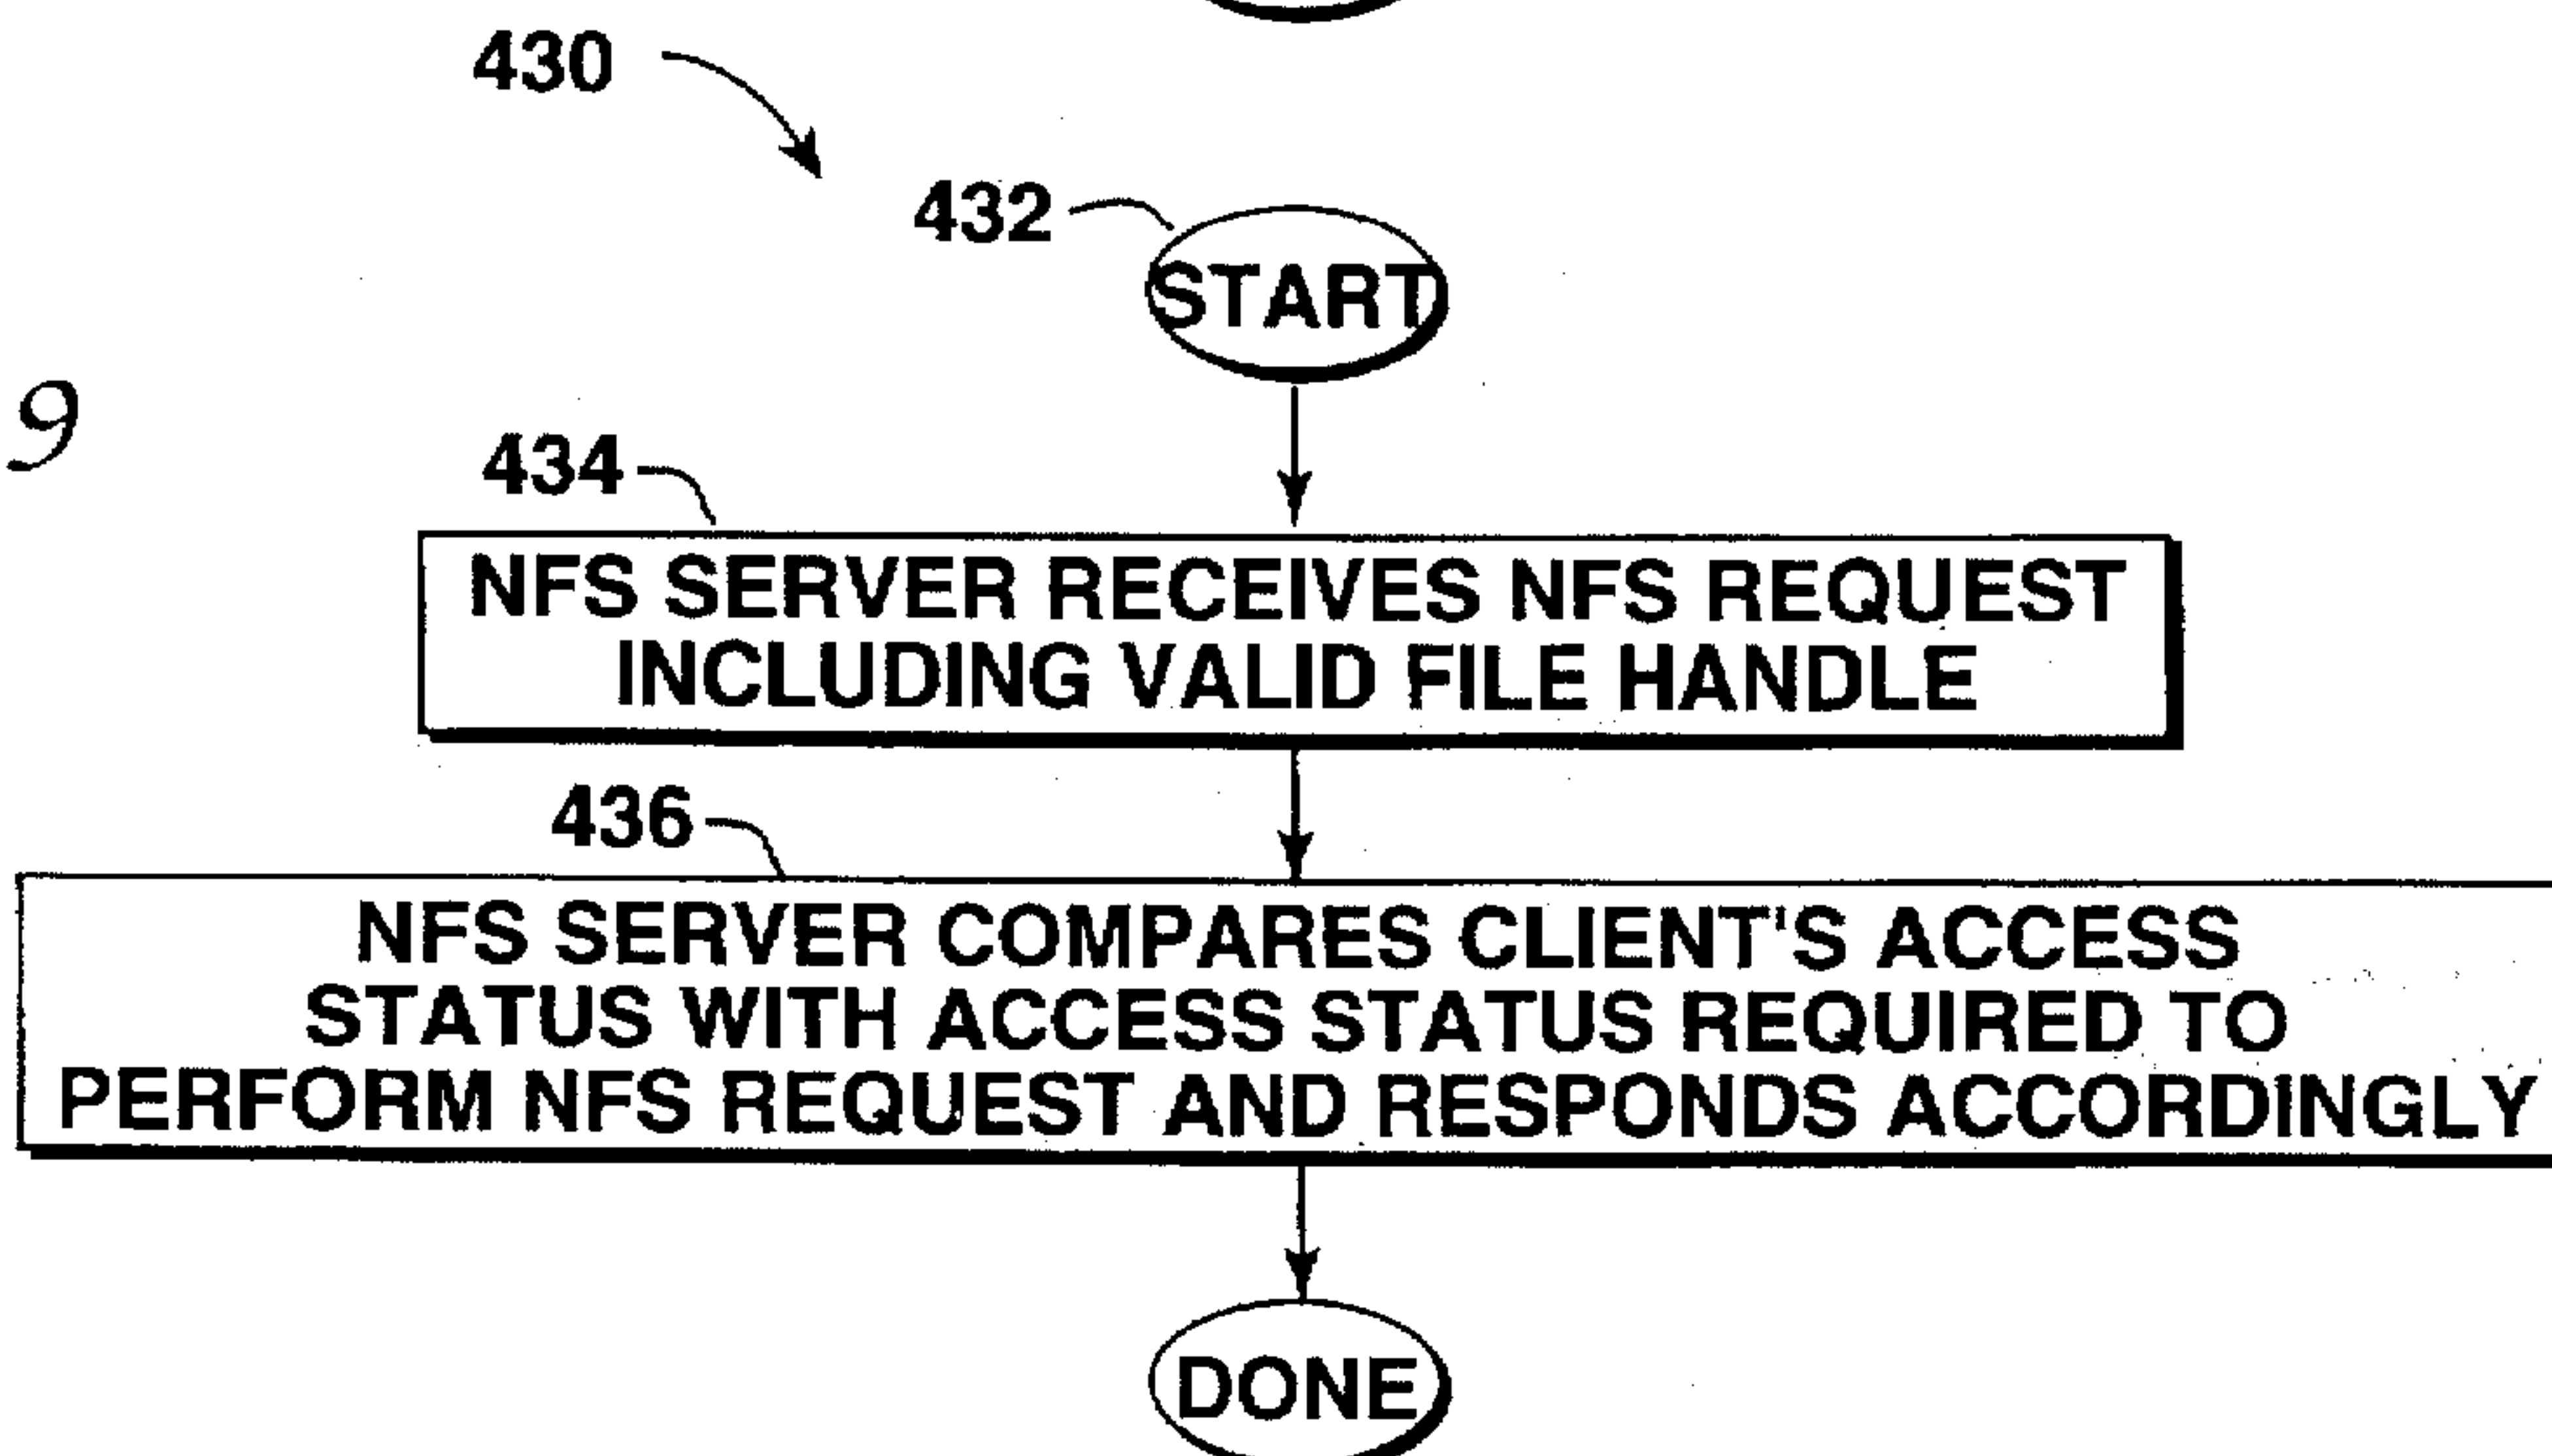 430
432
START
9
434
NFS SERVER RECEIVES NFS REQUEST
INCLUDING VALID FILE HANDLE
436
NFS SERVER COMPARES CLIENT'S ACCESS
STATUS WITH ACCESS STATUS REQUIRED TO
PERFORM NFS REQUEST AND RESPONDS ACCORDINGLY
DONE